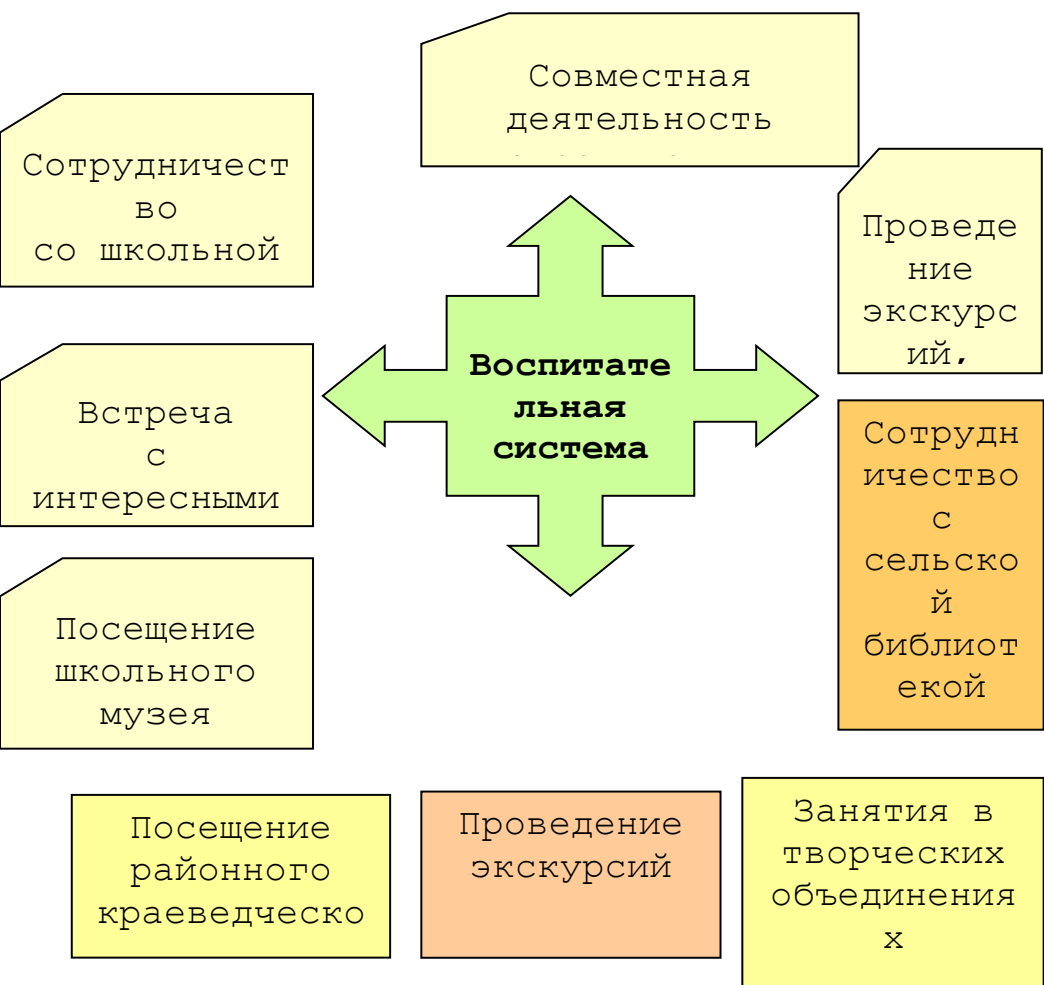 Совместная
деятельность
Сотрудничест
во
со школьной
Проведе
ние
экскурс
ий,
Воспитате
льная
система
Встреча
с
интересными
Сотрудн
ичество
с
сельско
й
библиот
екой
Посещение
школьного
музея
Посещение
районного
краеведческо
Проведение
экскурсий
Занятия в
творческих
объединения
х